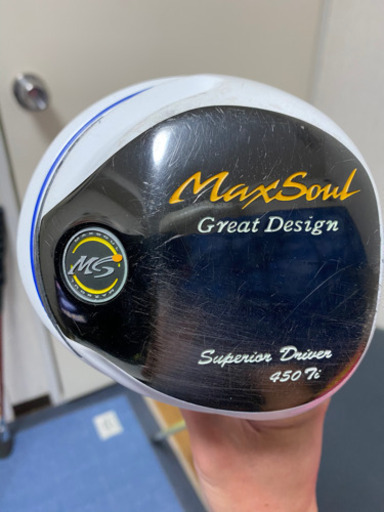 MaxSoul
Great Design
MS
Superior Driver
450 Ti